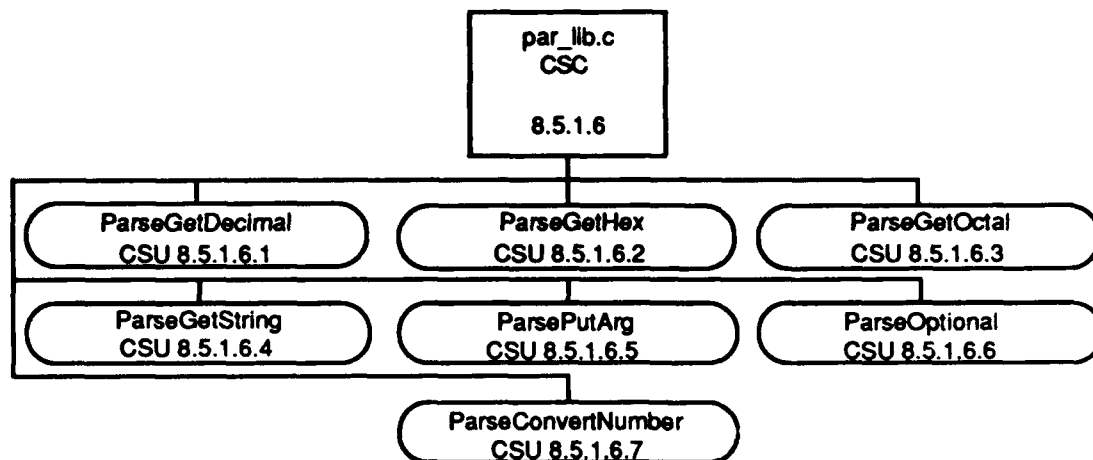 par_lib.c
CSC
8.5.1.6
ParseGetDecimal
CSU 8.5.1.6.1
ParseGetHex
CSU 8.5.1.6.2
ParseGetOctal
CSU 8.5.1.6.3
ParseGetString
CSU 8.5.1.6.4
ParsePutArg
CSU 8.5.1.6.5
ParseOptional
CSU 8.5.1.6.6
ParseConvertNumber
CSU 8.5.1.6.7